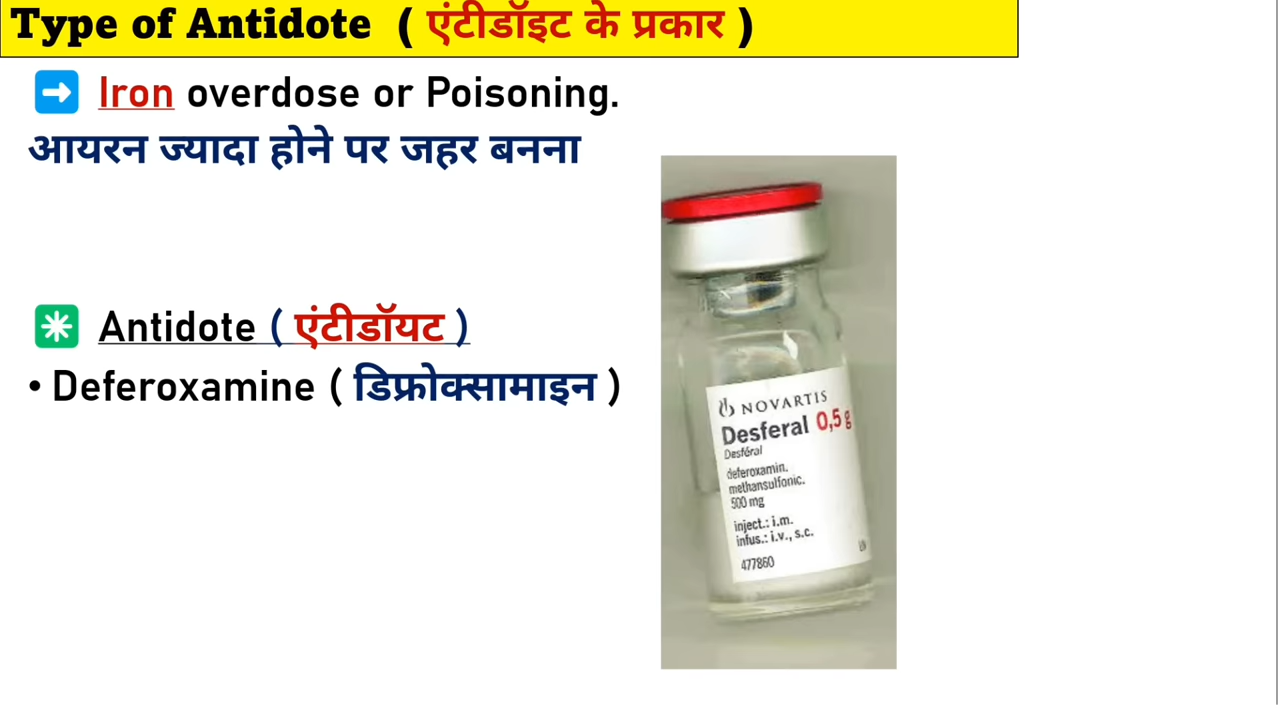 Type of Antidote ( एंटीडॉइट के प्रकार )
➡ Iron overdose or Poisoning.
आयरन ज्यादा होने पर जहर बनना
✳ Antidote ( एंटीडॉयट )
• Deferoxamine ( डिफ्रोक्सामाइन )
NOVARTIS
Desferal 0,5 g
Desféral
deferoxamin.
methansulfonic.
500 mg
inject.: i.m.
infus.: i.v., s.c.
477860